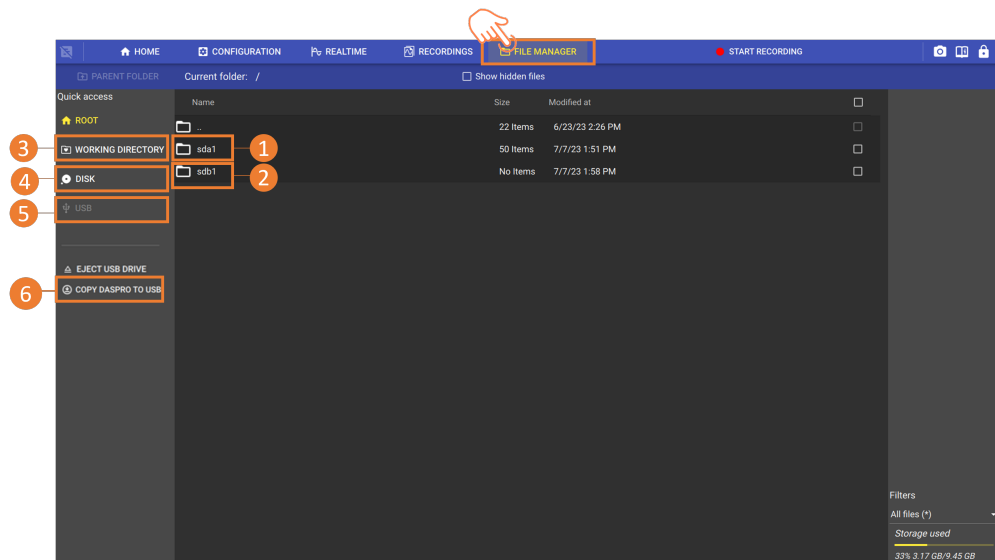 HOME CONFIGURATION REALTIME RECORDINGS FILE MANAGER START RECORDING
PARENT FOLDER Current folder: / Show hidden files
Quick access
Name Size Modified at
ROOT
.. 22 Items 6/23/23 2:26 PM
3 WORKING DIRECTORY sda1 1 50 Items 7/7/23 1:51 PM
4 DISK sdb1 2 No Items 7/7/23 1:58 PM
5 USB
EJECT USB DRIVE
6 COPY DASPRO TO USB
Filters
All files (*)
Storage used
33% 3.17 GB/9.45 GB